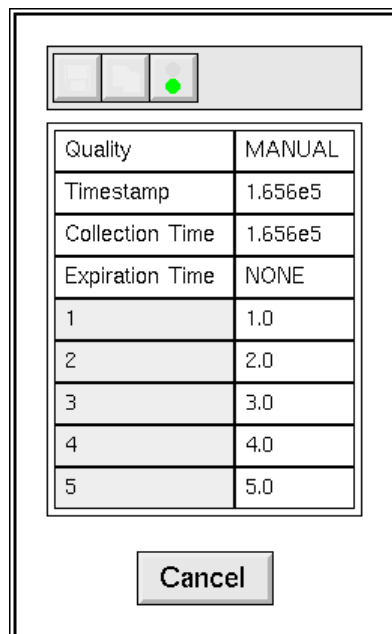 Quality MANUAL
Timestamp 1.656e5
Collection Time 1.656e5
Expiration Time NONE
1 1.0
2 2.0
3 3.0
4 4.0
5 5.0
Cancel